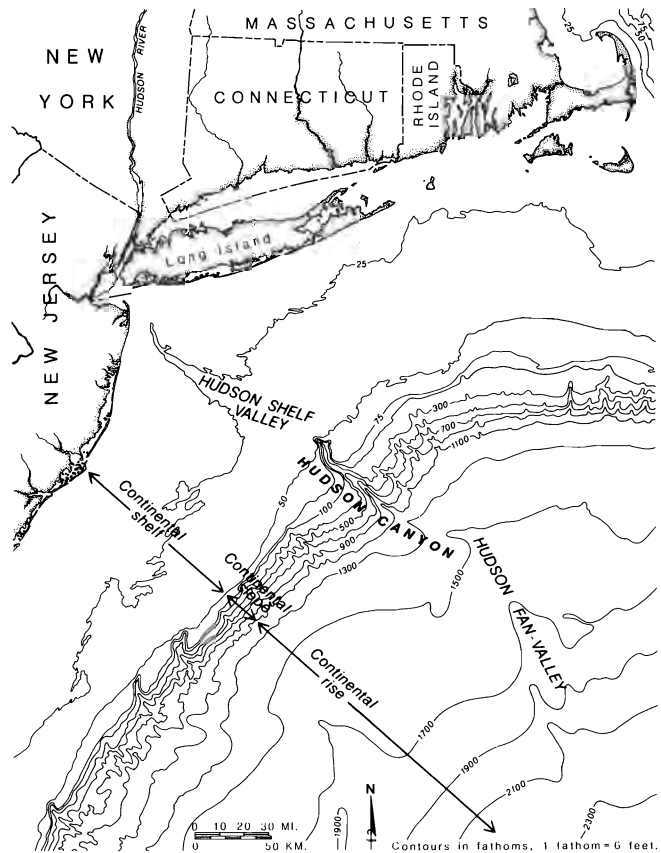 MASSACHUSETTS
25
50
75
NEW
YORK
HUDSON RIVER
CONNECTICUT
RHODE
ISLAND
Long Island
NEW JERSEY
25
HUDSON SHELF
VALLEY
75
300
700
1100
HUDSON CANYON
50
100
500
900
1300
1500
Continental
shelf
Continental
slope
HUDSON FAN-VALLEY
Continental
rise
1700
1900
2100
2300
1900
N
0 10 20 30 MI.
0 50 KM.
Contours in fathoms, 1 fathom=6 feet.